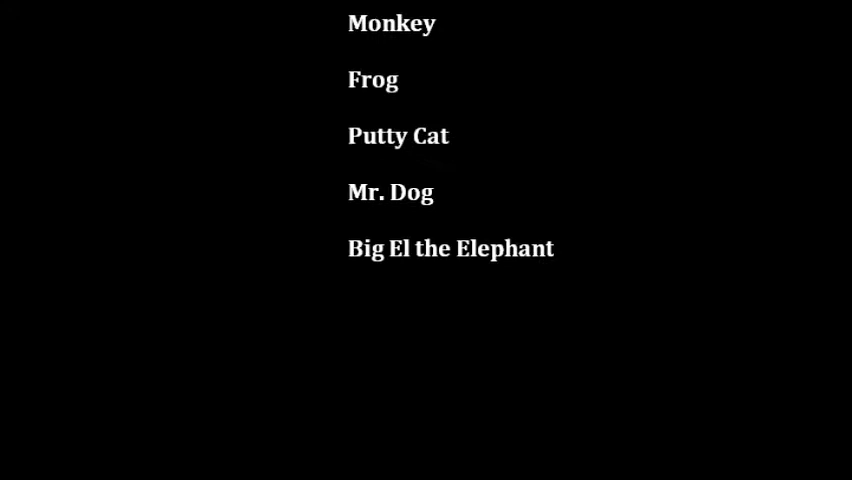 Monkey
Frog
Putty Cat
Mr. Dog
Big El the Elephant